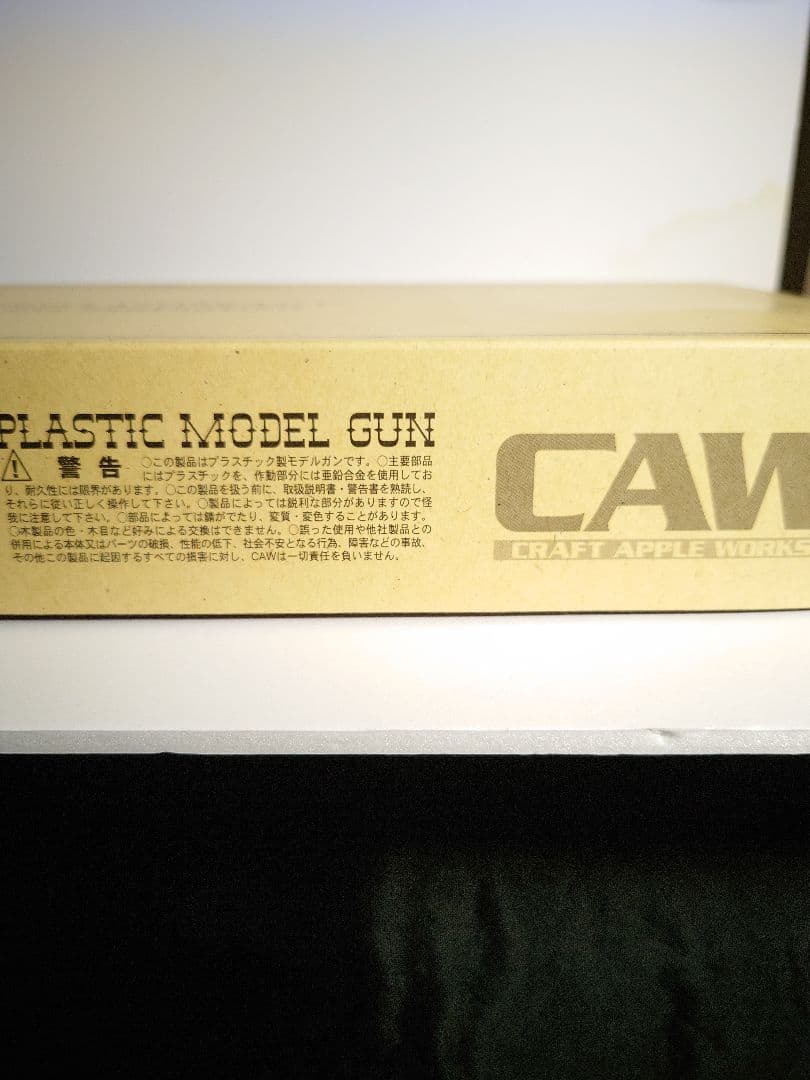 PLASTIC MODEL GUN
警告 ○この製品はプラスチック製モデルガンです。○主要部品
にはプラスチックを、作動部分には亜鉛合金を使用してお
り、耐久性には限界があります。○この製品を扱う前に、取扱説明書・警告書を熟読し、
それらに従い正しく操作して下さい。○製品によっては鋭利な部分がありますので怪
我に注意して下さい。○部品によっては錆がでたり、変質・変色することがあります。
○木製品の色・木目など好みによる交換はできません。○誤った使用や他社製品との
併用による本体又はパーツの破損、性能の低下、社会不安となる行為、障害などの事故、
その他この製品に起因するすべての損害に対し、CAWは一切責任を負いません。
CAW
CRAFT APPLE WORKS